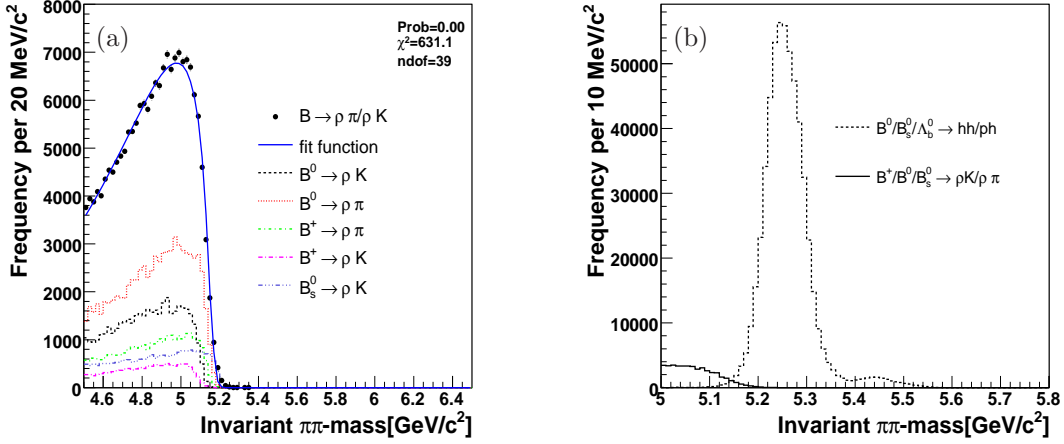 (a)
Prob=0.00
χ²=631.1
ndof=39
Frequency per 20 MeV/c²
8000
7000
6000
5000
4000
3000
2000
1000
0
B → ρ π/ρ K
fit function
B⁰ → ρ K
B⁰ → ρ π
B⁺ → ρ π
B⁺ → ρ K
B⁰ₛ → ρ K
4.6 4.8 5 5.2 5.4 5.6 5.8 6 6.2 6.4
Invariant ππ-mass[GeV/c²]
(b)
Frequency per 10 MeV/c²
50000
40000
30000
20000
10000
0
B⁰/B⁰ₛ/Λ⁰_b → hh/ph
B⁺/B⁰/B⁰ₛ → ρK/ρ π
5 5.1 5.2 5.3 5.4 5.5 5.6 5.7 5.8
Invariant ππ-mass[GeV/c²]